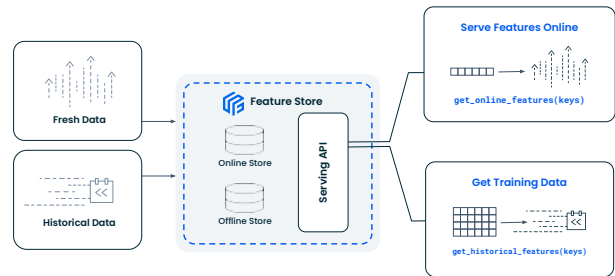 Fresh Data
Historical Data
Feature Store
Online Store
Offline Store
Serving API
Serve Features Online
get_online_features(keys)
Get Training Data
get_historical_features(keys)